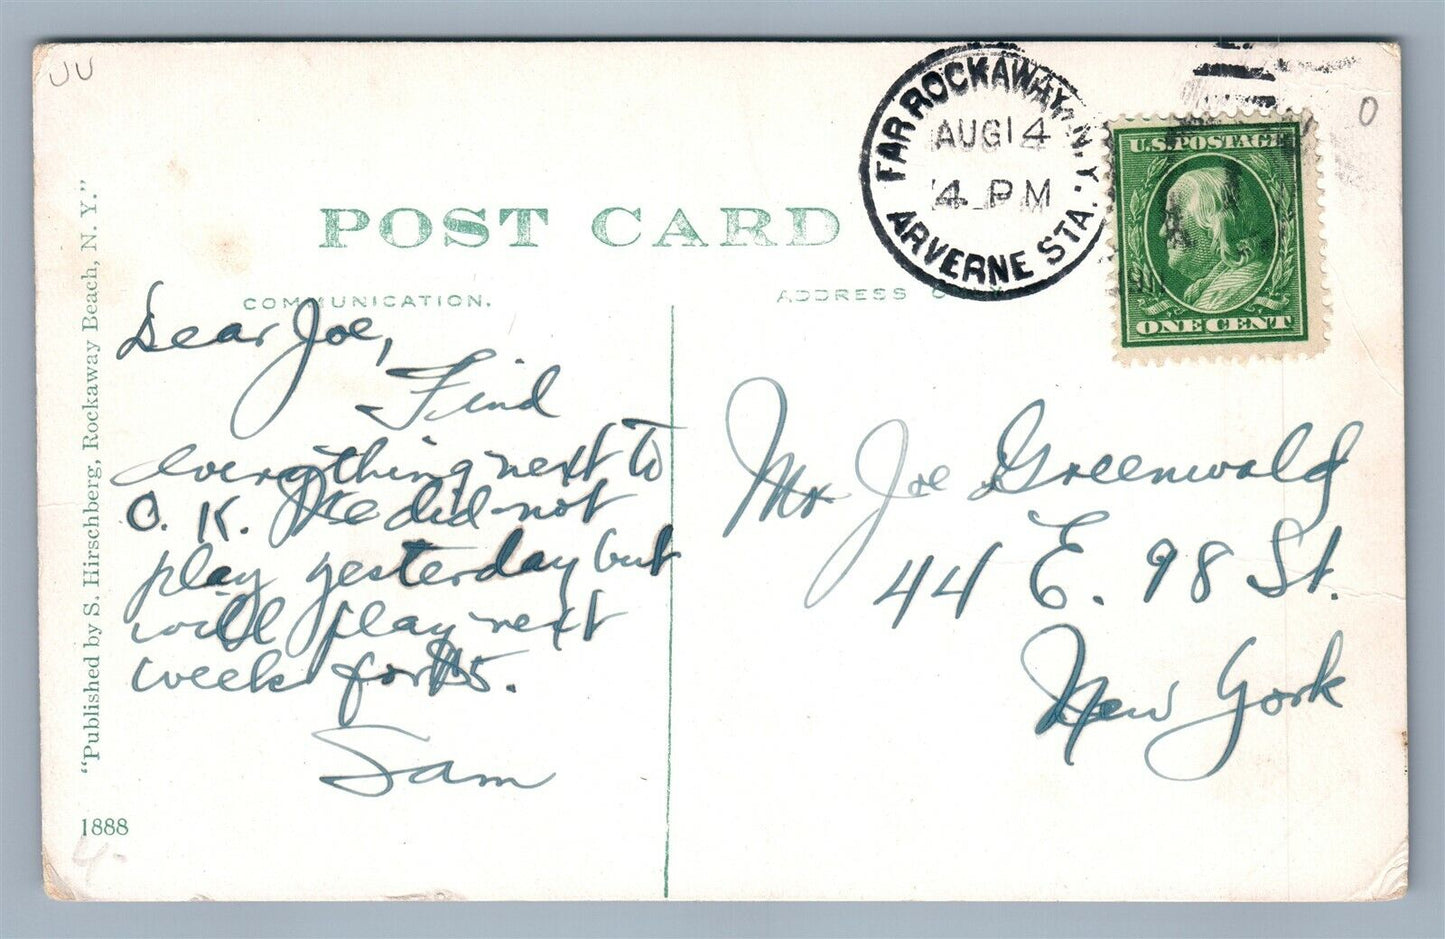 UU
O
FAR ROCKAWAY, N.Y.
AUG 14
4 PM
ARVERNE STA.
U.S. POSTAGE
ONE CENT
POST CARD
COMMUNICATION.
ADDRESS ONLY
"Published by S. Hirschberg, Rockaway Beach, N. Y."
Dear Joe,
Find
everything next to
O. K. We did not
play yesterday but
will play next
week for $5.
Sam
Mr Joe Greenwald
44 E. 98 St.
New York
1888
4.